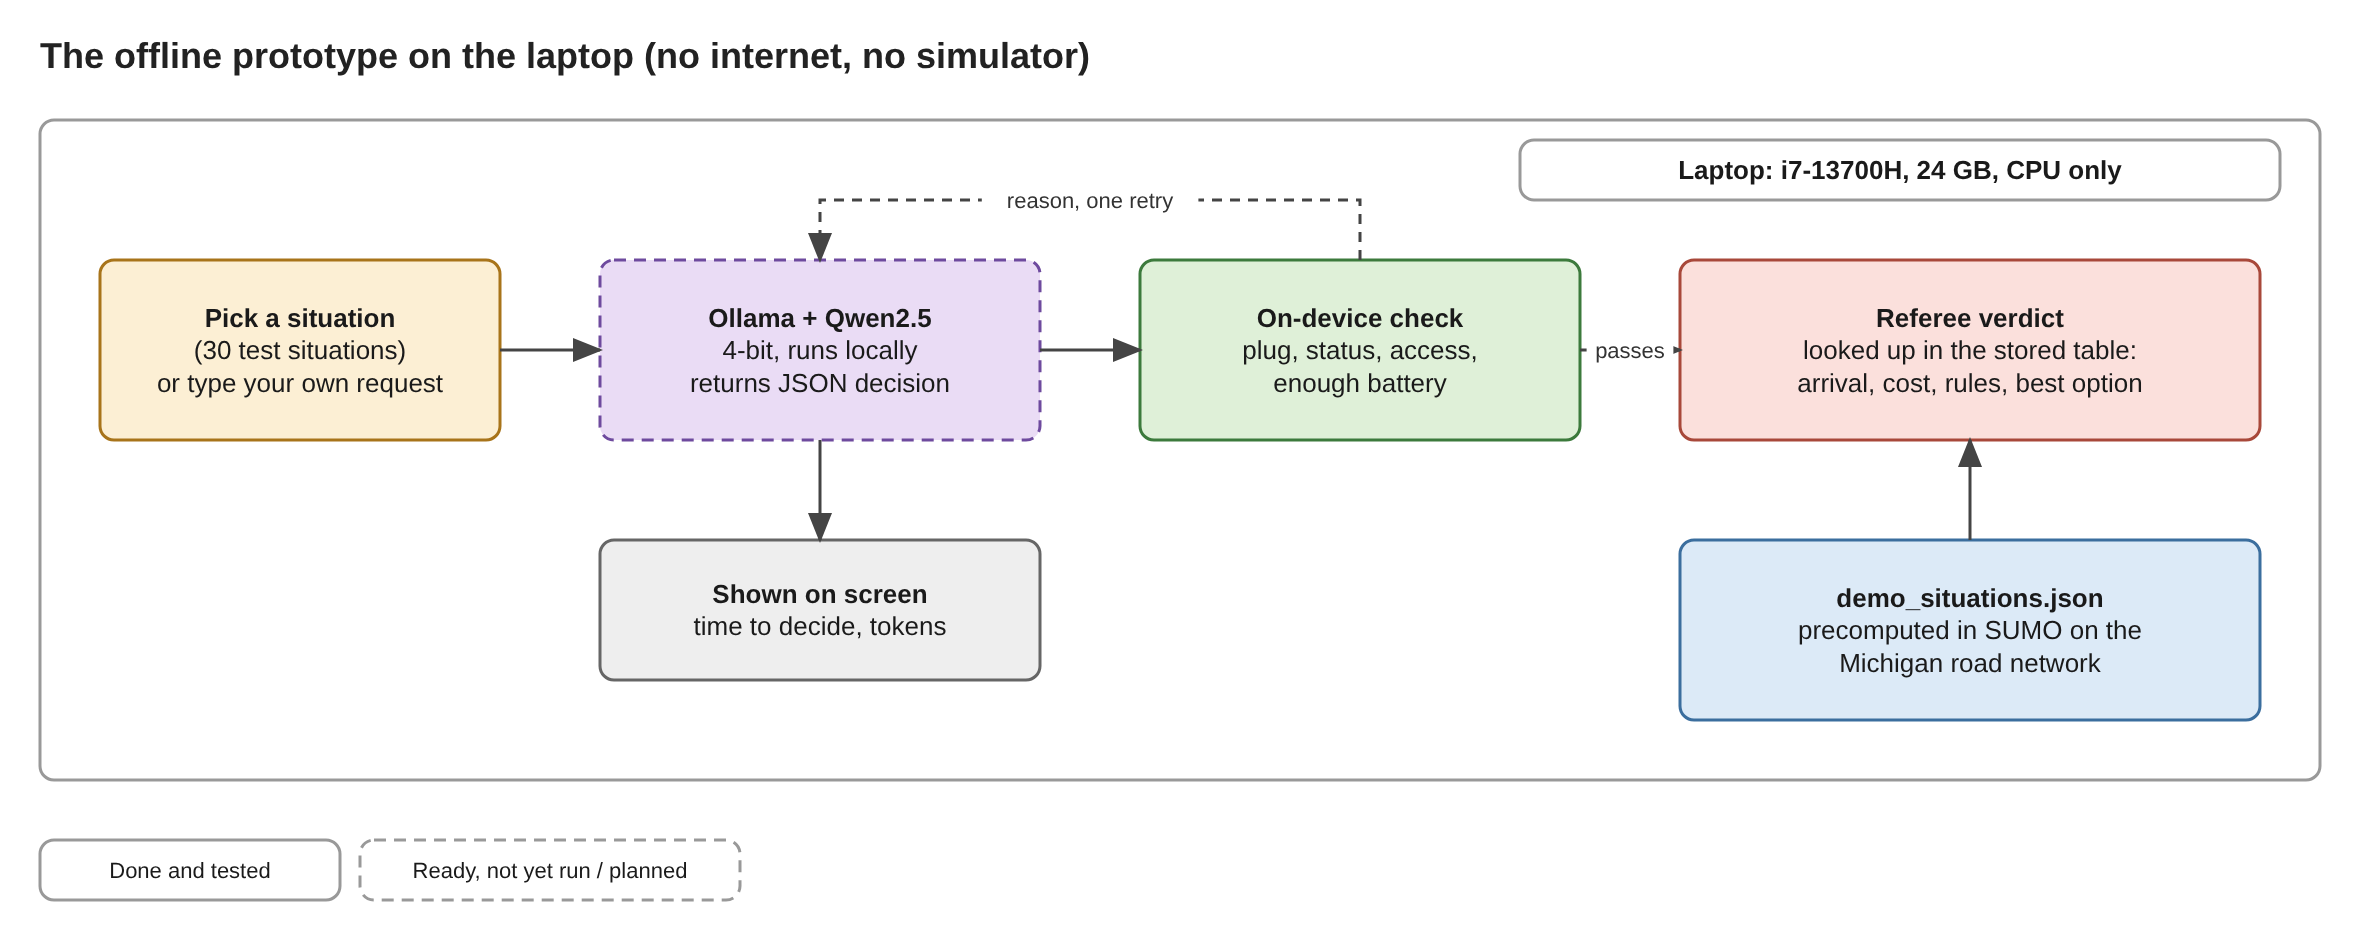 The offline prototype on the laptop (no internet, no simulator)
Laptop: i7-13700H, 24 GB, CPU only
reason, one retry
Pick a situation
(30 test situations)
or type your own request
Ollama + Qwen2.5
4-bit, runs locally
returns JSON decision
On-device check
plug, status, access,
enough battery
passes
Referee verdict
looked up in the stored table:
arrival, cost, rules, best option
Shown on screen
time to decide, tokens
demo_situations.json
precomputed in SUMO on the
Michigan road network
Done and tested
Ready, not yet run / planned